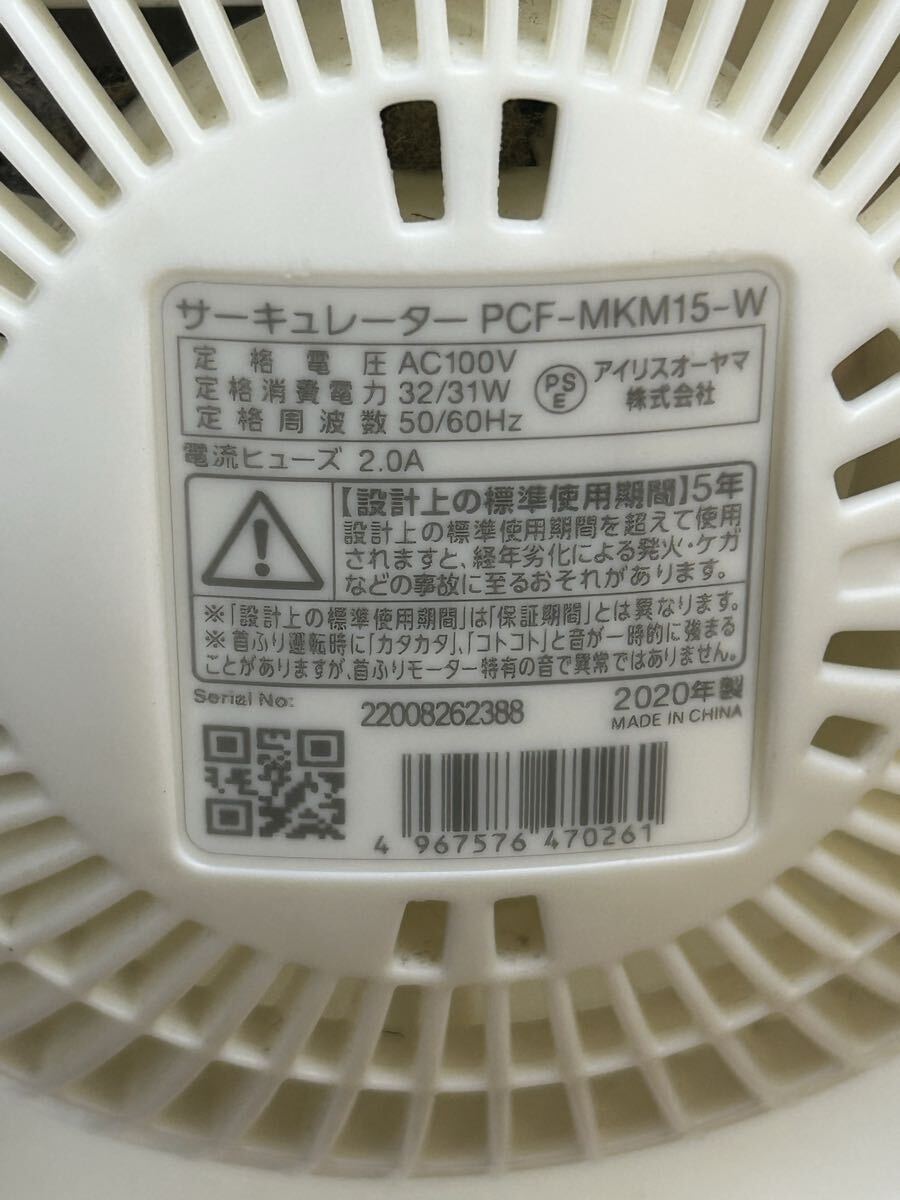 サーキュレーター PCF-MKM15-W
定格電圧 AC100V
定格消費電力 32/31W
定格周波数 50/60Hz
PS
E
アイリスオーヤマ
株式会社
電流ヒューズ 2.0A
【設計上の標準使用期間】5年
設計上の標準使用期間を超えて使用
されますと、経年劣化による発火・ケガ
などの事故に至るおそれがあります。
※「設計上の標準使用期間」は「保証期間」とは異なります。
※首ふり運転時に「カタカタ」、「コトコト」と音が一時的に強まる
ことがありますが、首ふりモーター特有の音で異常ではありません。
Serial No:
22008262388
2020年製
MADE IN CHINA
4 967576 470261